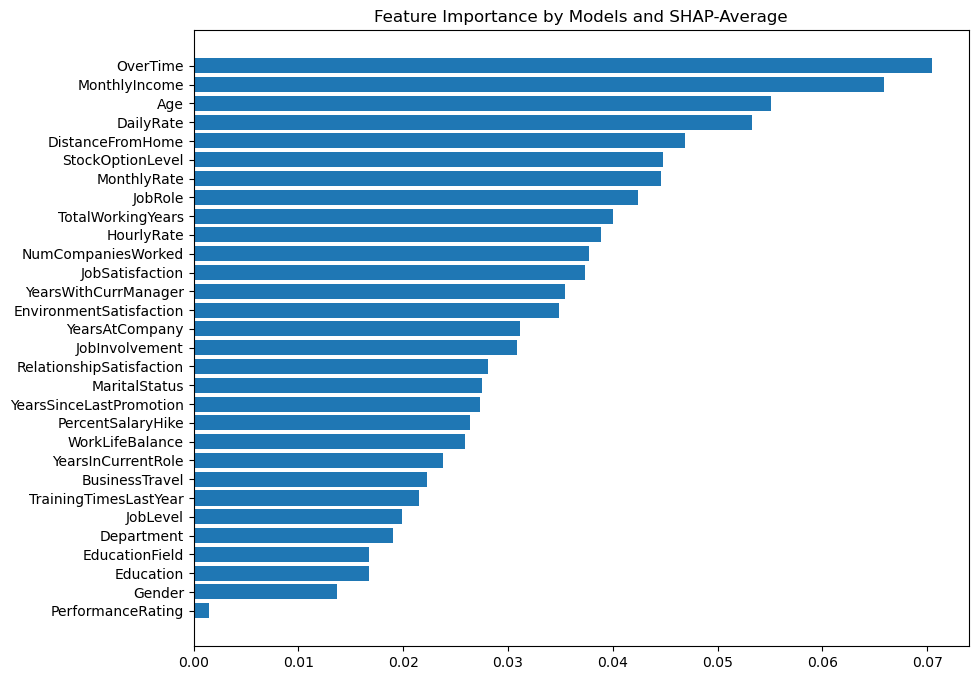 Feature Importance by Models and SHAP-Average
OverTime
MonthlyIncome
Age
DailyRate
DistanceFromHome
StockOptionLevel
MonthlyRate
JobRole
TotalWorkingYears
HourlyRate
NumCompaniesWorked
JobSatisfaction
YearsWithCurrManager
EnvironmentSatisfaction
YearsAtCompany
JobInvolvement
RelationshipSatisfaction
MaritalStatus
YearsSinceLastPromotion
PercentSalaryHike
WorkLifeBalance
YearsInCurrentRole
BusinessTravel
TrainingTimesLastYear
JobLevel
Department
EducationField
Education
Gender
PerformanceRating
0.00 0.01 0.02 0.03 0.04 0.05 0.06 0.07